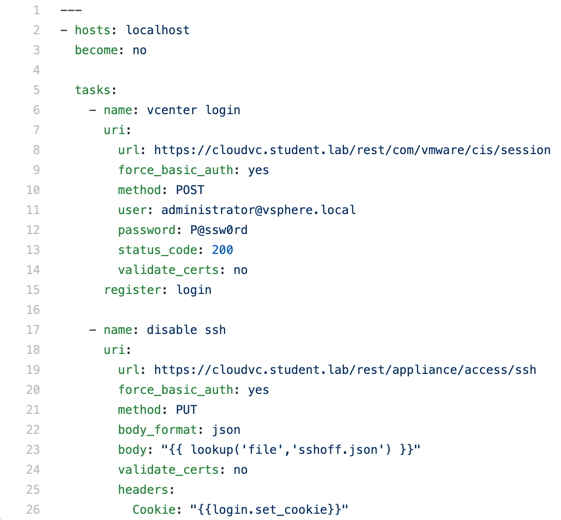 1 ---
2 - hosts: localhost
3   become: no
4
5   tasks:
6     - name: vcenter login
7       uri:
8         url: https://cloudvc.student.lab/rest/com/vmware/cis/session
9         force_basic_auth: yes
10         method: POST
11         user: administrator@vsphere.local
12         password: P@ssw0rd
13         status_code: 200
14         validate_certs: no
15       register: login
16
17     - name: disable ssh
18       uri:
19         url: https://cloudvc.student.lab/rest/appliance/access/ssh
20         force_basic_auth: yes
21         method: PUT
22         body_format: json
23         body: "{{ lookup('file','sshoff.json') }}"
24         validate_certs: no
25         headers:
26           Cookie: "{{login.set_cookie}}"